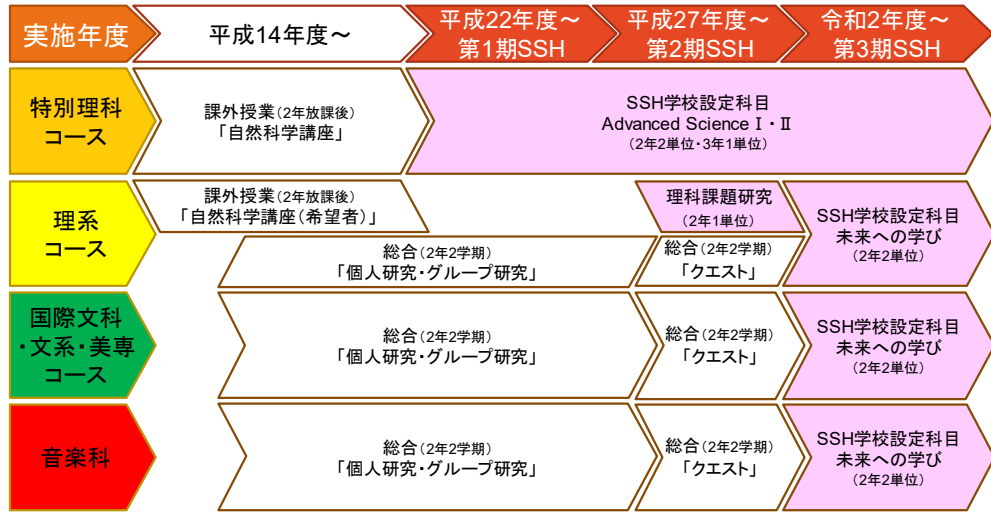 実施年度
平成14年度～
平成22年度～
第1期SSH
平成27年度～
第2期SSH
令和2年度～
第3期SSH
特別理科
コース
課外授業(2年放課後)
「自然科学講座」
SSH学校設定科目
Advanced Science Ⅰ・Ⅱ
(2年2単位・3年1単位)
理系
コース
課外授業(2年放課後)
「自然科学講座(希望者)」
総合(2年2学期)
「個人研究・グループ研究」
理科課題研究
(2年1単位)
総合(2年2学期)
「クエスト」
SSH学校設定科目
未来への学び
(2年2単位)
国際文科
・文系・美専
コース
総合(2年2学期)
「個人研究・グループ研究」
総合(2年2学期)
「クエスト」
SSH学校設定科目
未来への学び
(2年2単位)
音楽科
総合(2年2学期)
「個人研究・グループ研究」
総合(2年2学期)
「クエスト」
SSH学校設定科目
未来への学び
(2年2単位)